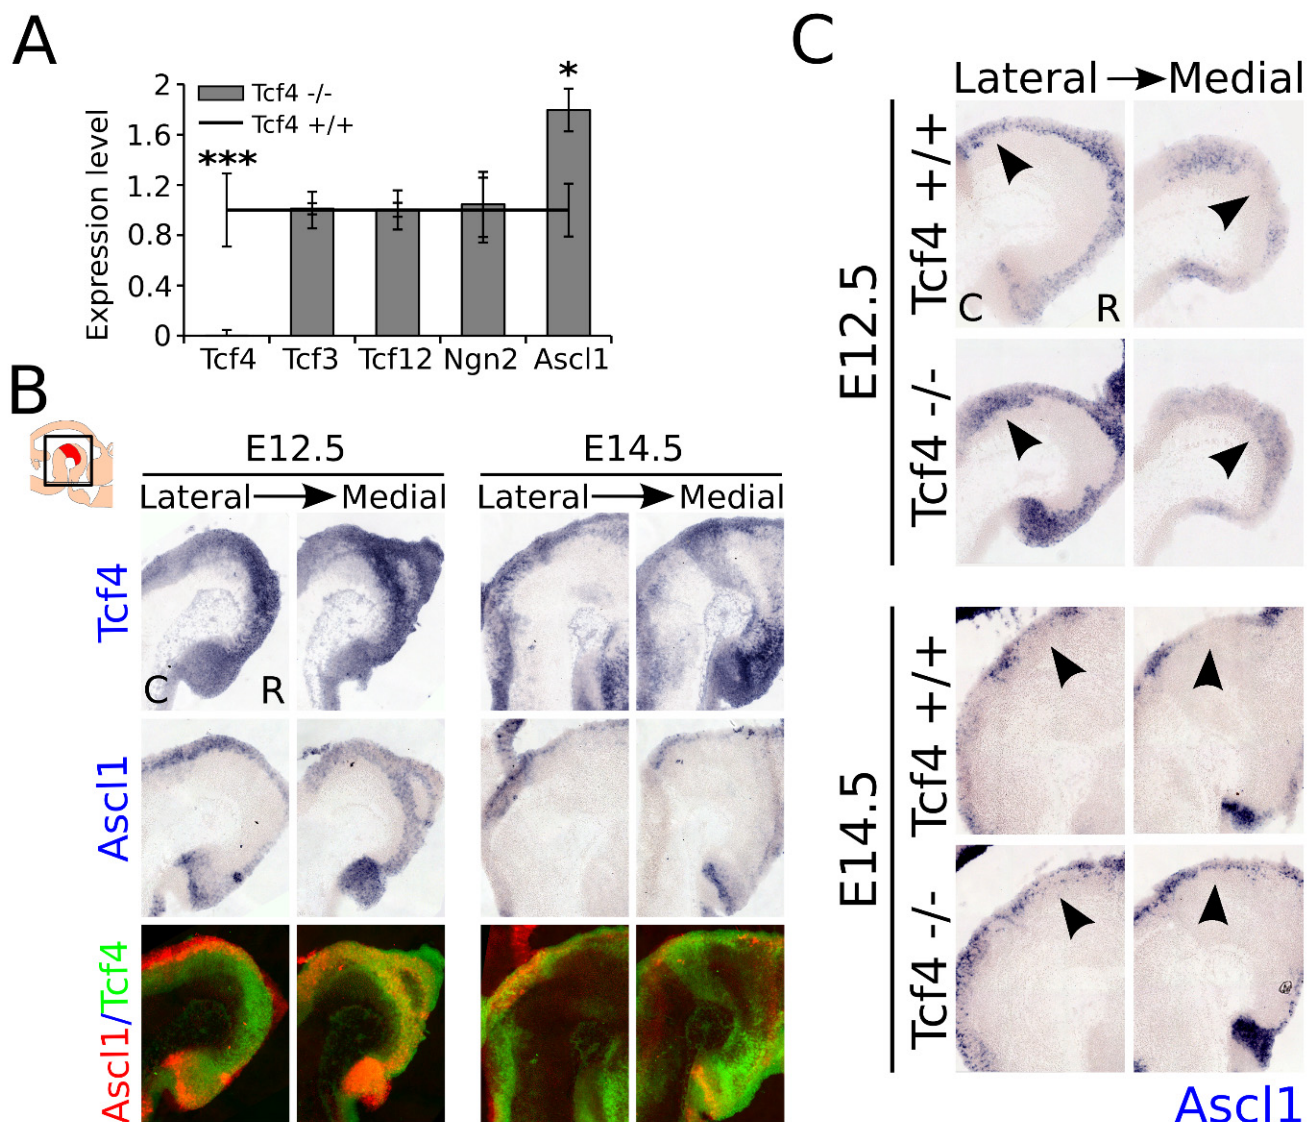 A
2
1.6
1.2
0.8
0.4
0
Expression level
Tcf4 -/-
Tcf4 +/+
***
*
Tcf4 Tcf3 Tcf12 Ngn2 Ascl1
B
E12.5 E14.5
Lateral Medial Lateral Medial
Tcf4
C R
Ascl1
Ascl1/Tcf4
C
Lateral Medial
E12.5
Tcf4 +/+
C R
Tcf4 -/-
E14.5
Tcf4 +/+
Tcf4 -/-
Ascl1